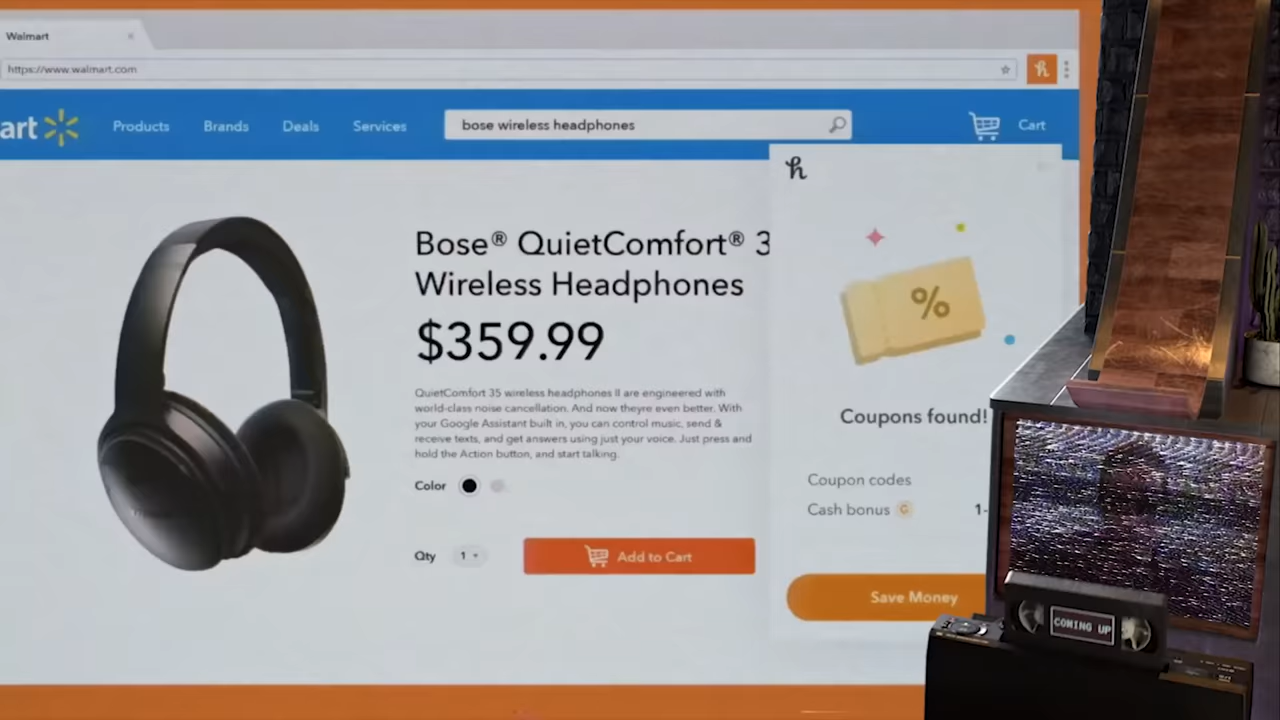 Walmart
https://www.walmart.com
art
Products
Brands
Deals
Services
bose wireless headphones
Cart
h
Bose® QuietComfort® 3
Wireless Headphones
$359.99
QuietComfort 35 wireless headphones II are engineered with
world-class noise cancellation. And now theyre even better. With
your Google Assistant built in, you can control music, send &
receive texts, and get answers using just your voice. Just press and
hold the Action button, and start talking.
Color
Qty
1
Add to Cart
h
%
Coupons found!
Coupon codes
Cash bonus G
1-
Save Money
COMING UP